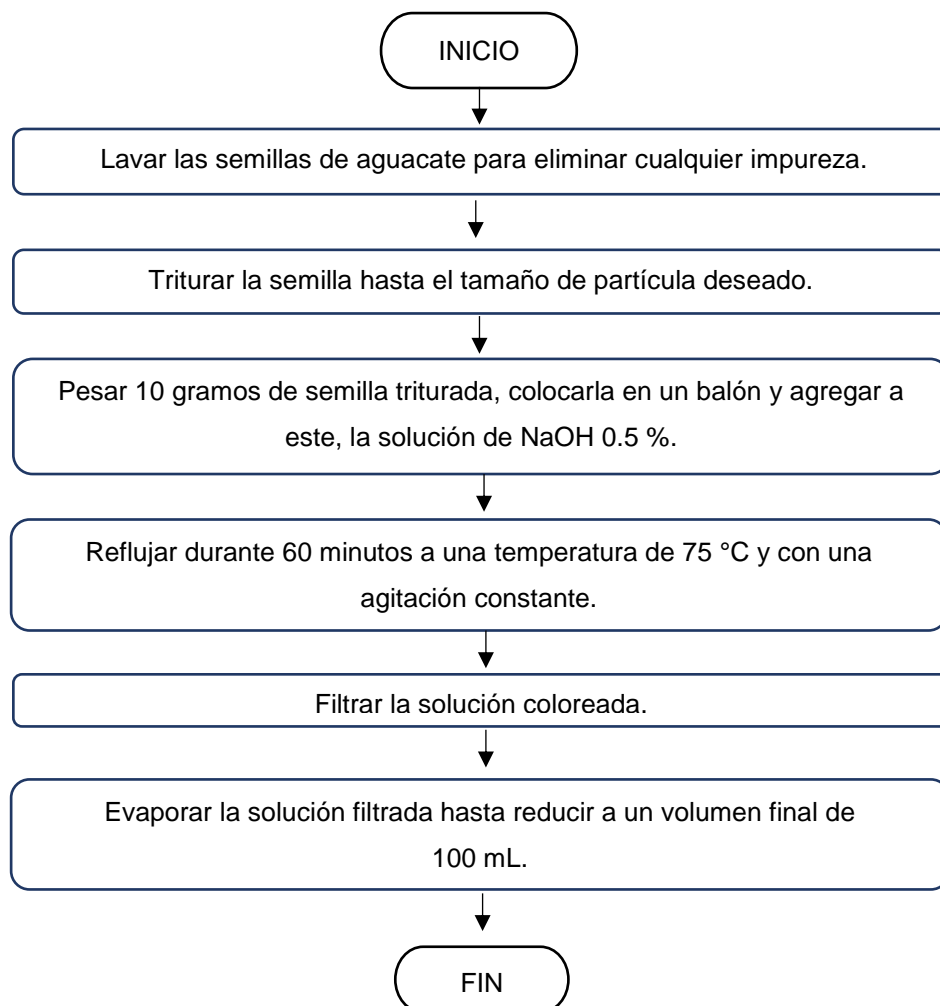 INICIO
Lavar las semillas de aguacate para eliminar cualquier impureza.
Triturar la semilla hasta el tamaño de partícula deseado.
Pesar 10 gramos de semilla triturada, colocarla en un balón y agregar a
este, la solución de NaOH 0.5 %.
Reflujar durante 60 minutos a una temperatura de 75 °C y con una
agitación constante.
Filtrar la solución coloreada.
Evaporar la solución filtrada hasta reducir a un volumen final de
100 mL.
FIN